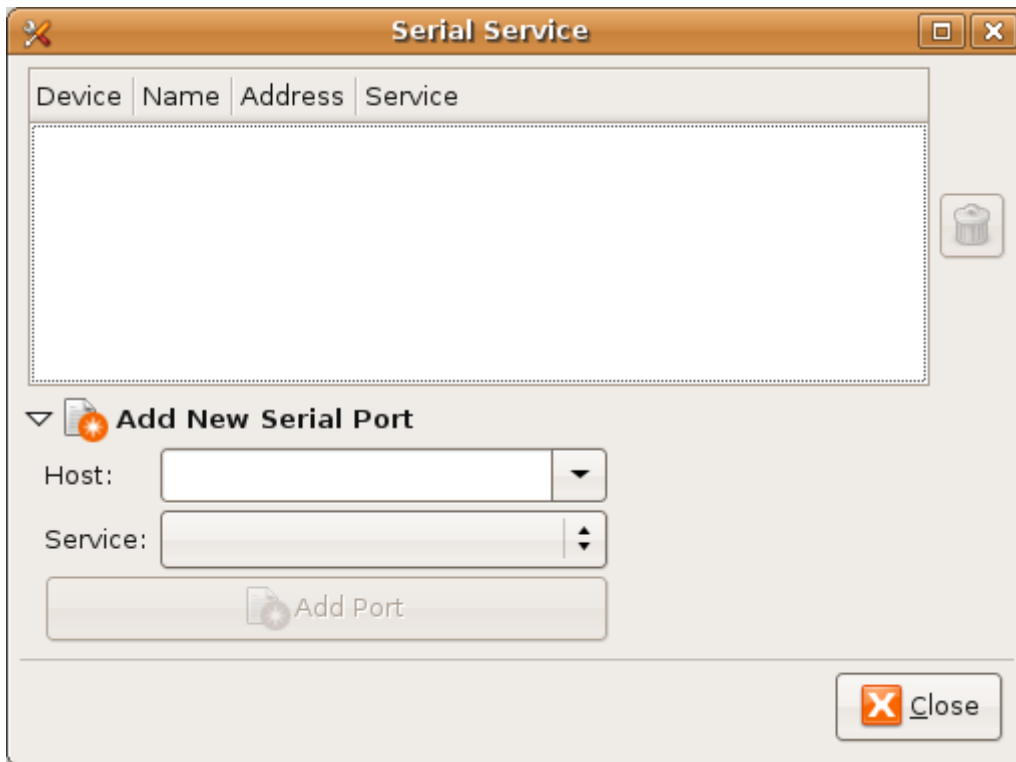 Serial Service
Device Name Address Service
Add New Serial Port
Host:
Service:
Add Port
Close